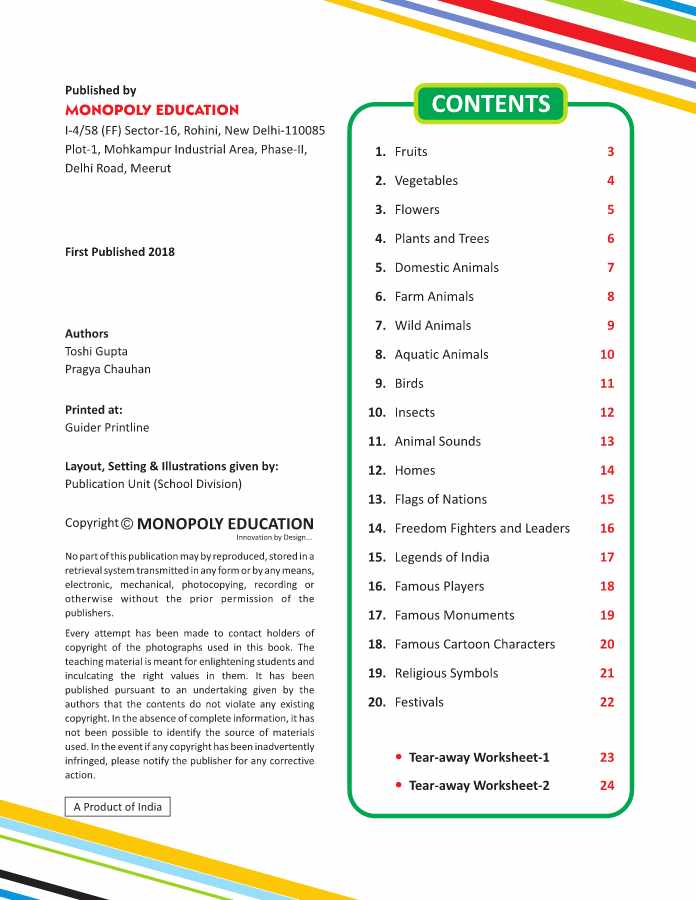 Published by
MONOPOLY EDUCATION
I-4/58 (FF) Sector-16, Rohini, New Delhi-110085
Plot-1, Mohkampur Industrial Area, Phase-II,
Delhi Road, Meerut
First Published 2018
Authors
Toshi Gupta
Pragya Chauhan
Printed at:
Guider Printline
Layout, Setting & Illustrations given by:
Publication Unit (School Division)
Copyright © MONOPOLY EDUCATION
Innovation by Design...
No part of this publication may by reproduced, stored in a
retrieval system transmitted in any form or by any means,
electronic, mechanical, photocopying, recording or
otherwise without the prior permission of the
publishers.
Every attempt has been made to contact holders of
copyright of the photographs used in this book. The
teaching material is meant for enlightening students and
inculcating the right values in them. It has been
published pursuant to an undertaking given by the
authors that the contents do not violate any existing
copyright. In the absence of complete information, it has
not been possible to identify the source of materials
used. In the event if any copyright has been inadvertently
infringed, please notify the publisher for any corrective
action.
A Product of India
CONTENTS
1. Fruits 3
2. Vegetables 4
3. Flowers 5
4. Plants and Trees 6
5. Domestic Animals 7
6. Farm Animals 8
7. Wild Animals 9
8. Aquatic Animals 10
9. Birds 11
10. Insects 12
11. Animal Sounds 13
12. Homes 14
13. Flags of Nations 15
14. Freedom Fighters and Leaders 16
15. Legends of India 17
16. Famous Players 18
17. Famous Monuments 19
18. Famous Cartoon Characters 20
19. Religious Symbols 21
20. Festivals 22
• Tear-away Worksheet-1 23
• Tear-away Worksheet-2 24